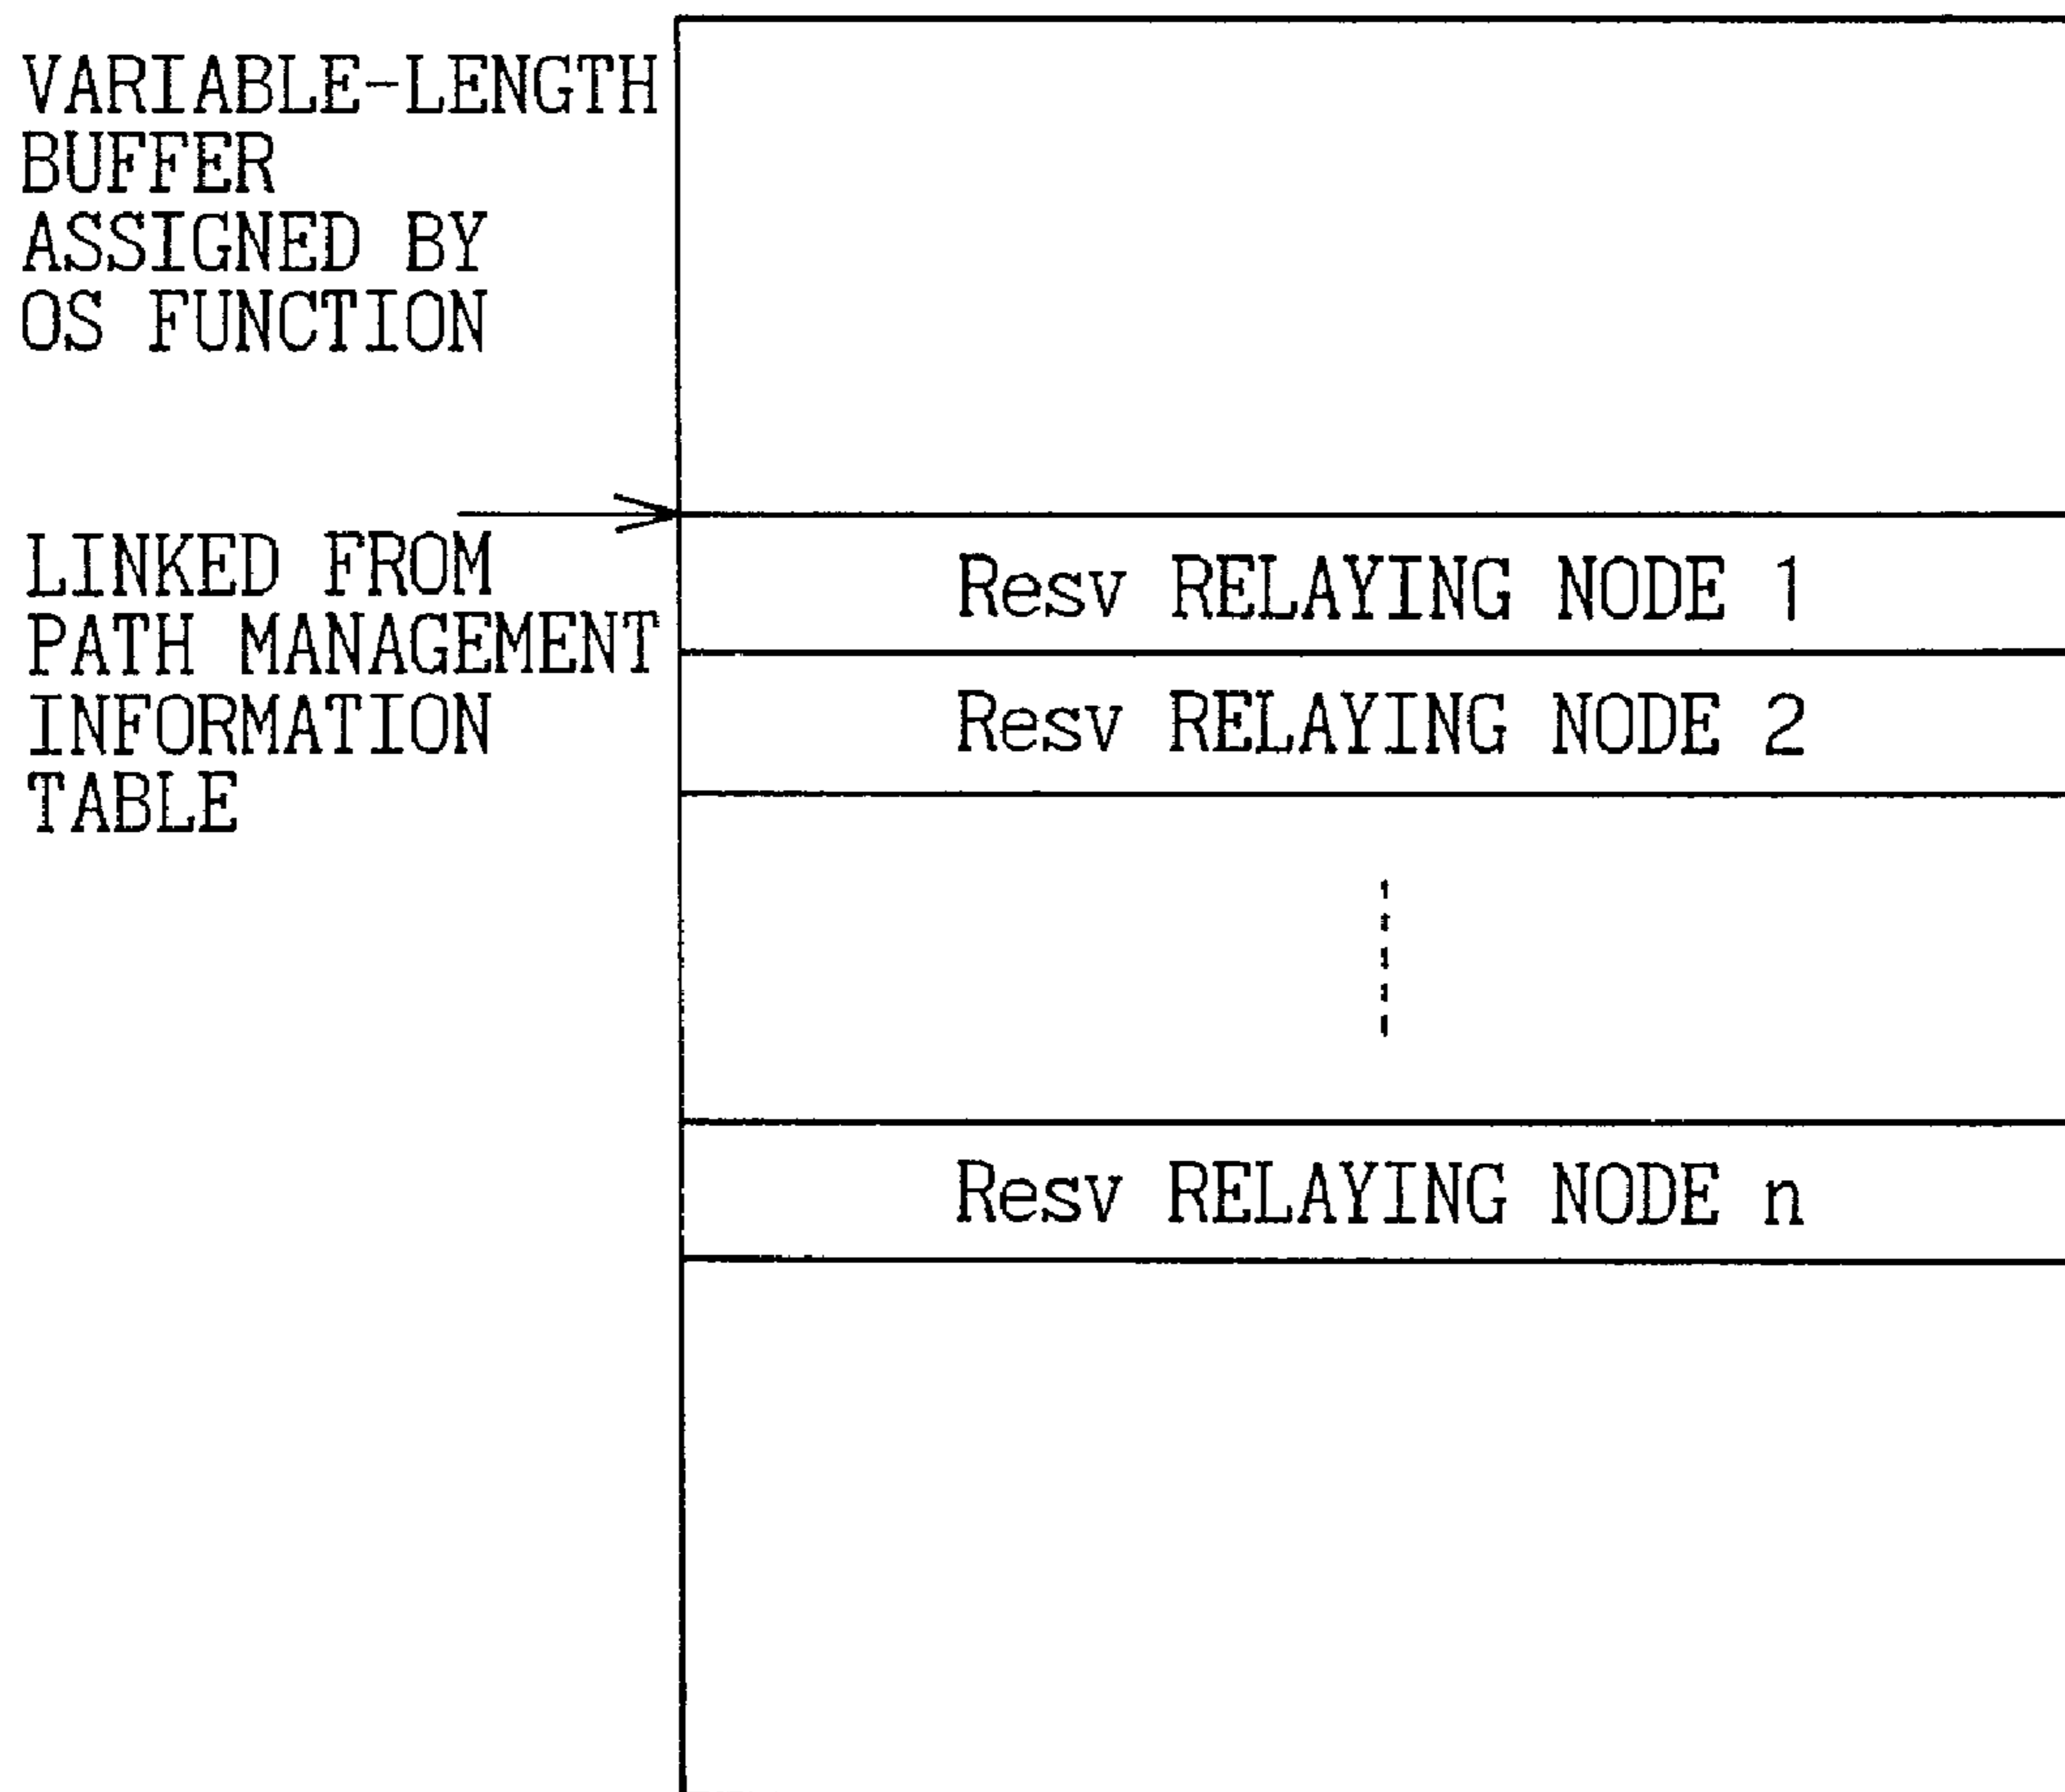 VARIABLE-LENGTH
BUFFER
ASSIGNED BY
OS FUNCTION
LINKED FROM
PATH MANAGEMENT
INFORMATION
TABLE
Resv RELAYING NODE 1
Resv RELAYING NODE 2
Resv RELAYING NODE n